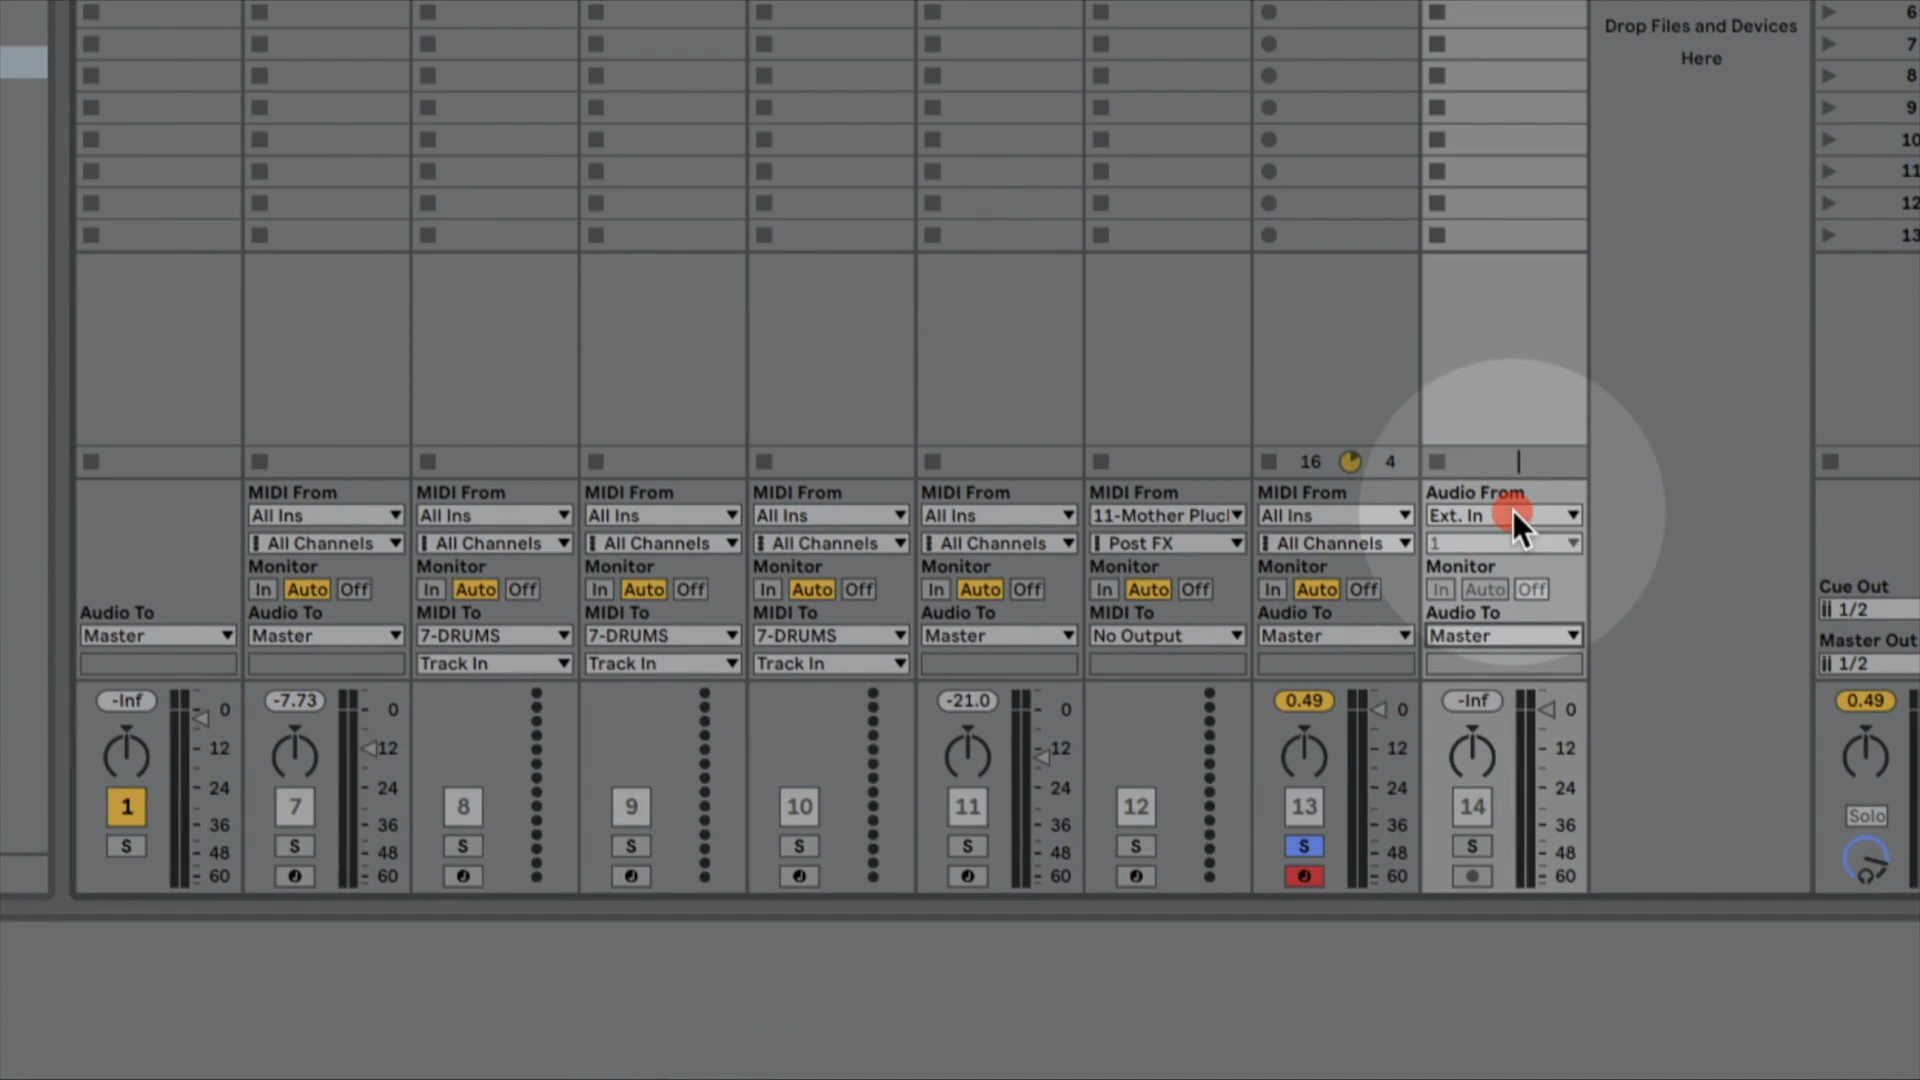 Drop Files and Devices
Here
6
7
8
9
10
11
12
13
16 4
MIDI From MIDI From MIDI From MIDI From MIDI From MIDI From MIDI From Audio From
All Ins All Ins All Ins All Ins All Ins 11-Mother Pluc All Ins Ext. In
All Channels All Channels All Channels All Channels All Channels Post FX All Channels 1
Monitor Monitor Monitor Monitor Monitor Monitor Monitor Monitor
In Auto Off In Auto Off In Auto Off In Auto Off In Auto Off In Auto Off In Auto Off In Auto Off
Cue Out
1/2
Audio To Audio To MIDI To MIDI To MIDI To Audio To MIDI To Audio To Audio To
Master Master 7-DRUMS 7-DRUMS 7-DRUMS Master No Output Master Master
Master Out
Track In Track In Track In
1/2
-Inf -7.73 -21.0 0.49 -Inf 0.49
0 0 0 0 0
12 12 12 12 12
24 24 24 24 24
1 7 8 9 10 11 12 13 14
Solo
36 36 36 36 36
S S S S S S S S S
48 48 48 48 48
60 60 60 60 60